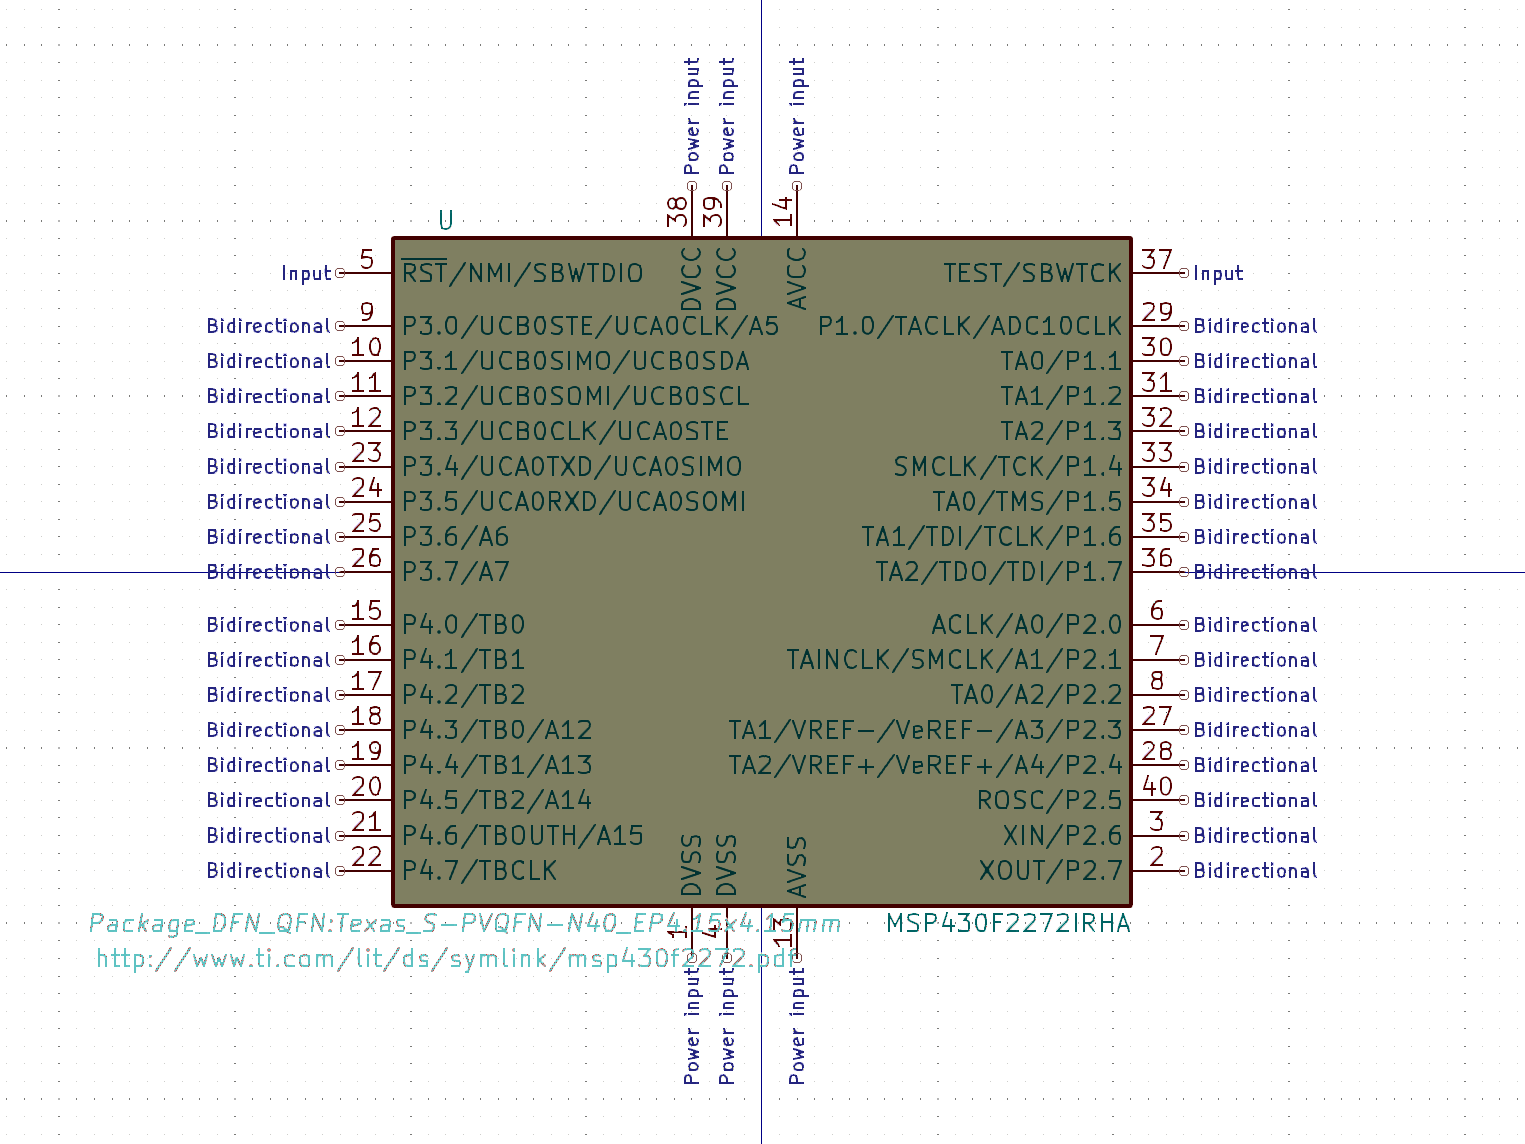 Power input
Power input
Power input
38
39
14
U
DVCC
DVCC
AVCC
Input 5 RST/NMI/SBWTDIO
TEST/SBWTCK 37 Input
Bidirectional 9 P3.0/UCB0STE/UCA0CLK/A5
P1.0/TACLK/ADC10CLK 29 Bidirectional
Bidirectional 10 P3.1/UCB0SIMO/UCB0SDA
TA0/P1.1 30 Bidirectional
Bidirectional 11 P3.2/UCB0SOMI/UCB0SCL
TA1/P1.2 31 Bidirectional
Bidirectional 12 P3.3/UCB0CLK/UCA0STE
TA2/P1.3 32 Bidirectional
Bidirectional 23 P3.4/UCA0TXD/UCA0SIMO
SMCLK/TCK/P1.4 33 Bidirectional
Bidirectional 24 P3.5/UCA0RXD/UCA0SOMI
TA0/TMS/P1.5 34 Bidirectional
Bidirectional 25 P3.6/A6
TA1/TDI/TCLK/P1.6 35 Bidirectional
Bidirectional 26 P3.7/A7
TA2/TDO/TDI/P1.7 36 Bidirectional
Bidirectional 15 P4.0/TB0
ACLK/A0/P2.0 6 Bidirectional
Bidirectional 16 P4.1/TB1
TAINCLK/SMCLK/A1/P2.1 7 Bidirectional
Bidirectional 17 P4.2/TB2
TA0/A2/P2.2 8 Bidirectional
Bidirectional 18 P4.3/TB0/A12
TA1/VREF-/VeREF-/A3/P2.3 27 Bidirectional
Bidirectional 19 P4.4/TB1/A13
TA2/VREF+/VeREF+/A4/P2.4 28 Bidirectional
Bidirectional 20 P4.5/TB2/A14
ROSC/P2.5 40 Bidirectional
Bidirectional 21 P4.6/TBOUTH/A15
XIN/P2.6 3 Bidirectional
Bidirectional 22 P4.7/TBCLK
XOUT/P2.7 2 Bidirectional
DVSS
DVSS
AVSS
Package_DFN_QFN:Texas_S-PVQFN-N40_EP4.15x4.15mm
MSP430F2272IRHA
1
4
13
http://www.ti.com/lit/ds/symlink/msp430f2272.pdf
Power input
Power input
Power input